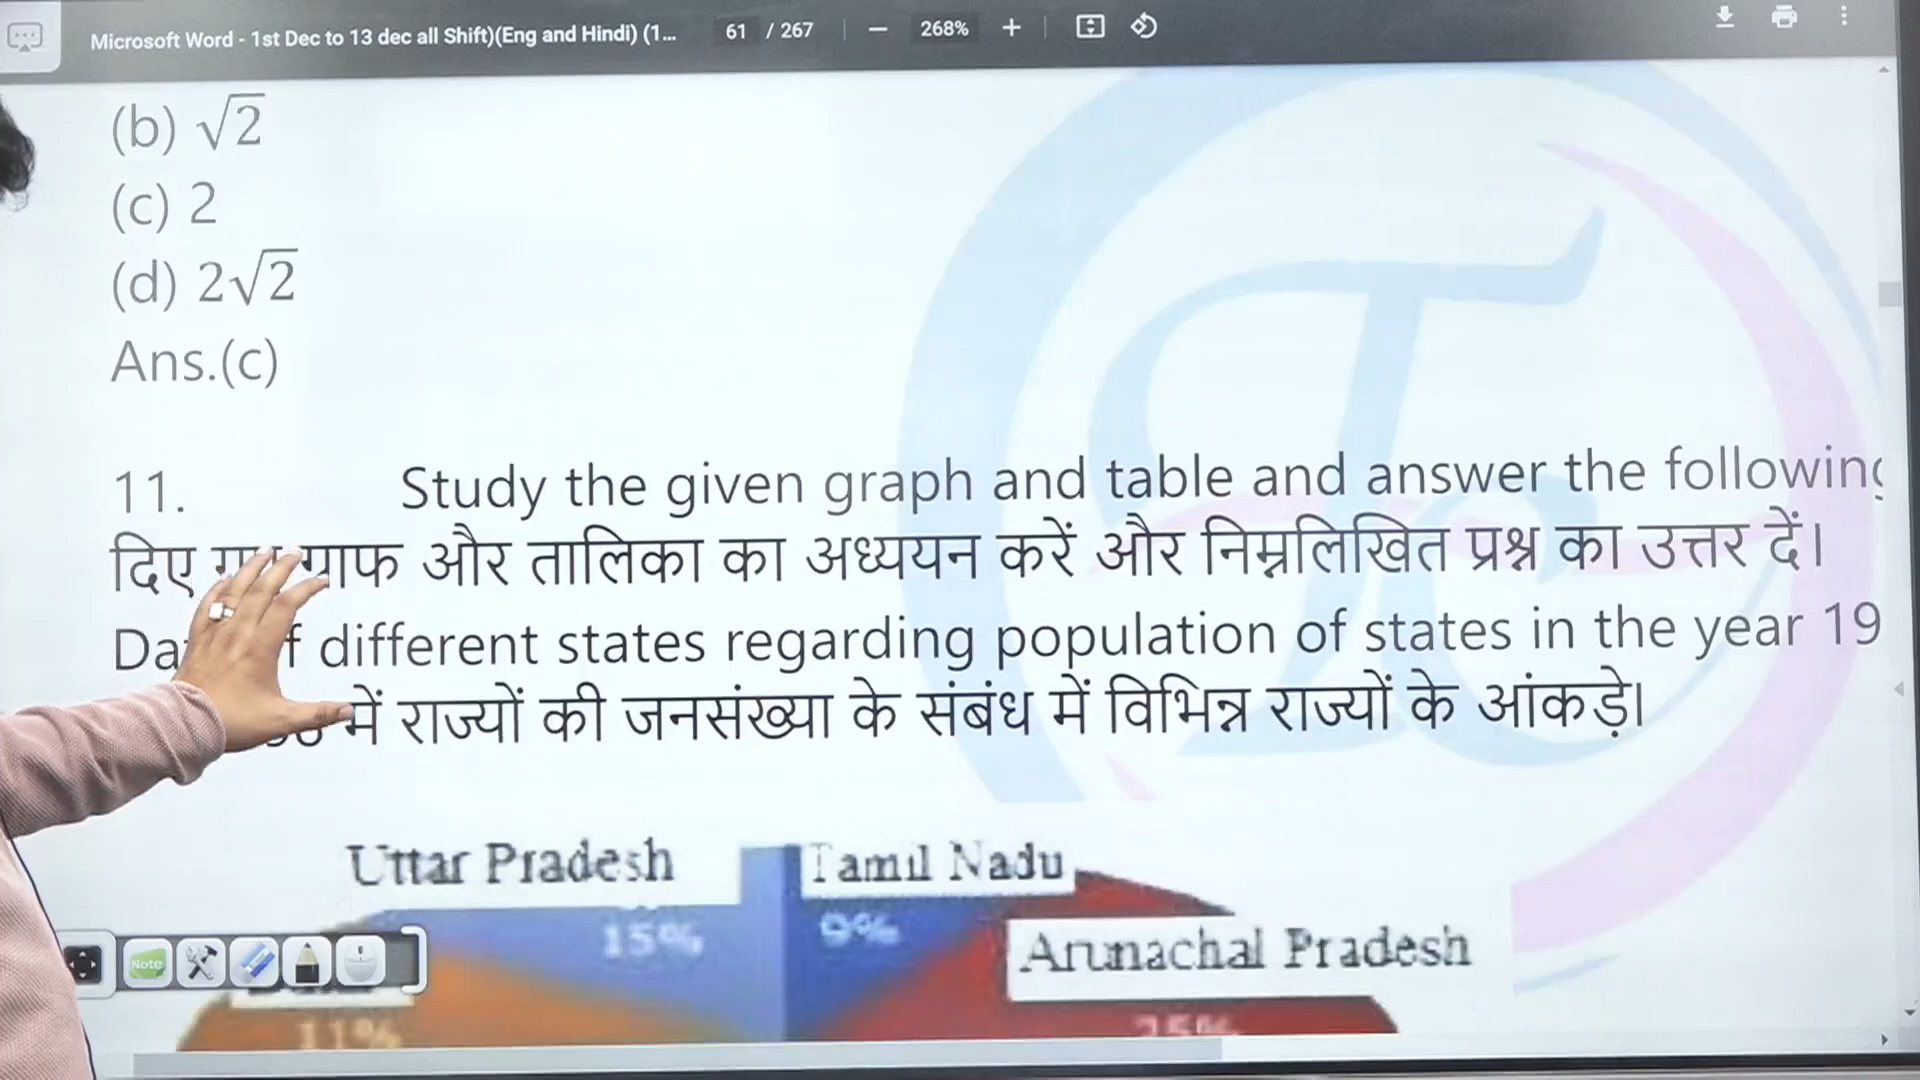 Microsoft Word - 1st Dec to 13 dec all Shift)(Eng and Hindi) (1... 61 / 267 268%
(b) √2
(c) 2
(d) 2√2
Ans.(c)
11. Study the given graph and table and answer the following
दिए ग्राफ और तालिका का अध्ययन करें और निम्नलिखित प्रश्न का उत्तर दें।
different states regarding population of states in the year 19
में राज्यों की जनसंख्या के संबंध में विभिन्न राज्यों के आंकड़े।
Uttar Pradesh Tamil Nadu
15% 9%
Arunachal Pradesh
Note
11%